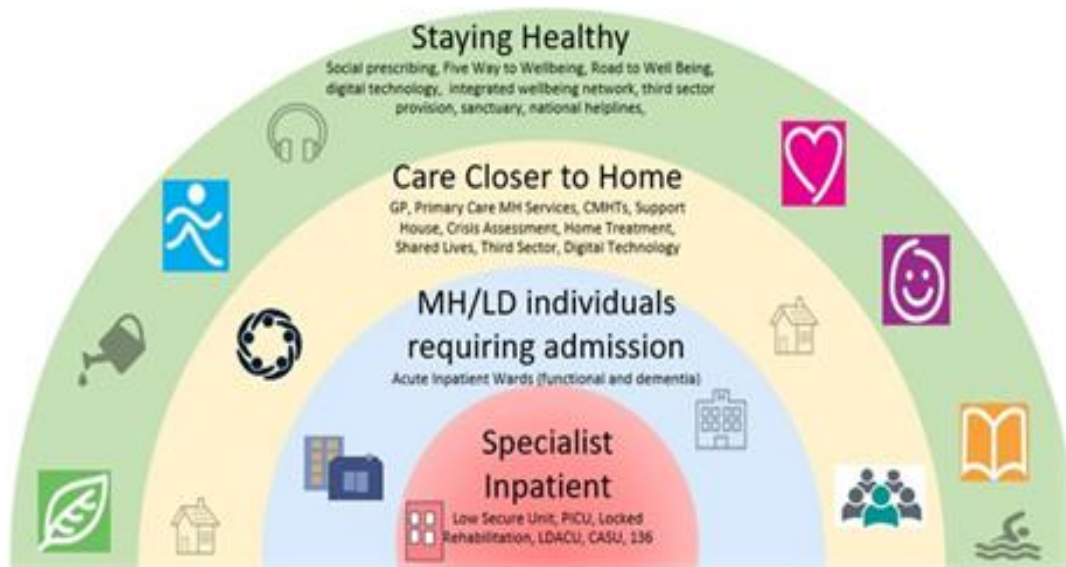 Staying Healthy
Social prescribing, Five Way to Wellbeing, Road to Well Being,
digital technology, integrated wellbeing network, third sector
provision, sanctuary, national helplines,
Care Closer to Home
GP, Primary Care MH Services, CMHTs, Support
House, Crisis Assessment, Home Treatment,
Shared Lives, Third Sector, Digital Technology
MH/LD individuals
requiring admission
Acute Inpatient Wards (functional and dementia)
Specialist
Inpatient
Low Secure Unit, PICU, Locked
Rehabilitation, LDACU, CASU, 136